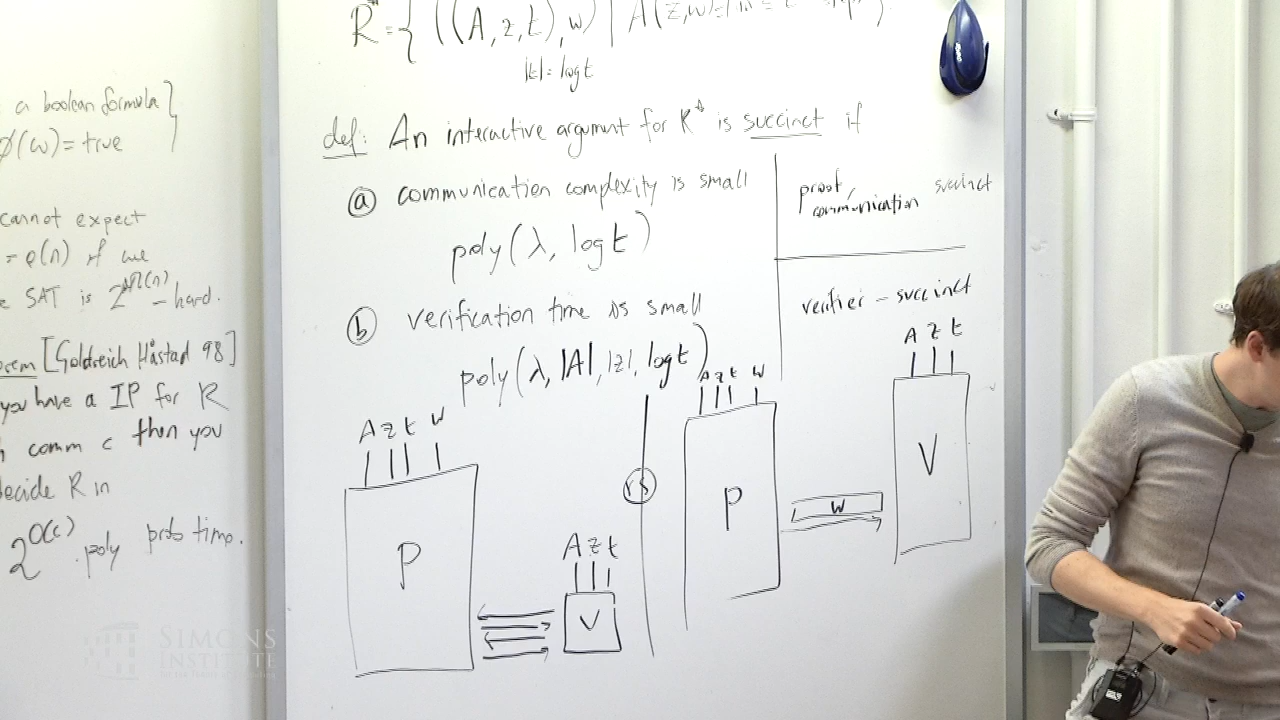 a boolean formula }
∅(w) = true
cannot expect
= o(n) if we
SAT is 2^Ω(n) - hard.
[Goldreich Håstad 98]
you have a IP for R
comm c then you
decide R in
2^O(c) . poly prob time.
R* = { ((A, z, t), w) | A(z,w)
|t| = log t
def: An interactive argument for R* is succinct if
ⓐ communication complexity is small
poly(λ, log t)
ⓑ verification time is small
poly(λ, |A|, |z|, log t)
proof/
communication succinct
verifier - succinct
A z t w
P
A z t
V
vs
A z t w
P
w
A z t
V
SIMONS
INSTITUTE